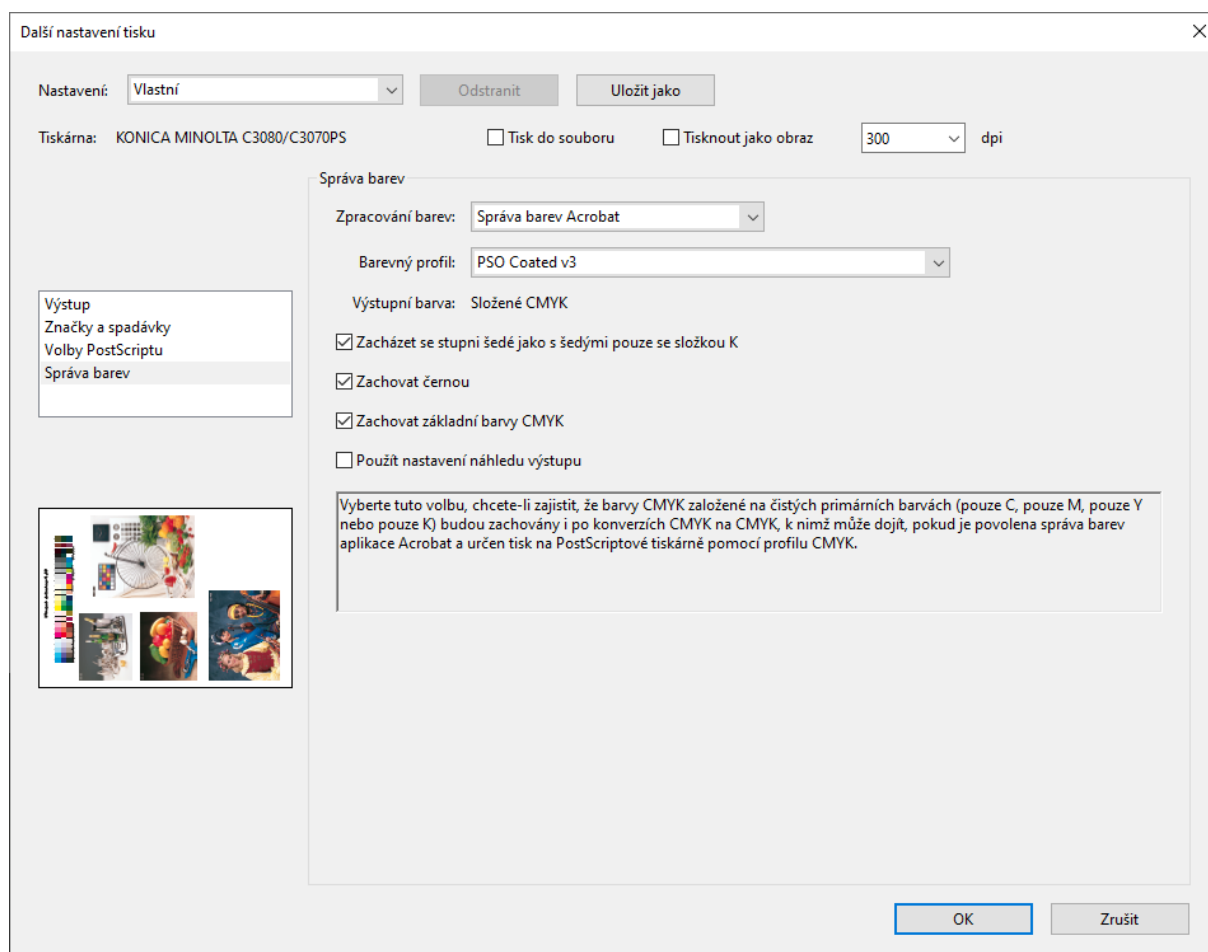 Další nastavení tisku
Nastavení: Vlastní Odstranit Uložit jako
Tiskárna: KONICA MINOLTA C3080/C3070PS Tisk do souboru Tisknout jako obraz 300 dpi
Správa barev
Zpracování barev: Správa barev Acrobat
Barevný profil: PSO Coated v3
Výstupní barva: Složené CMYK
Výstup
Značky a spadávky
Volby PostScriptu
Správa barev
Zacházet se stupni šedé jako s šedými pouze se složkou K
Zachovat černou
Zachovat základní barvy CMYK
Použít nastavení náhledu výstupu
Vyberte tuto volbu, chcete-li zajistit, že barvy CMYK založené na čistých primárních barvách (pouze C, pouze M, pouze Y
nebo pouze K) budou zachovány i po konverzích CMYK na CMYK, k nimž může dojít, pokud je povolena správa barev
aplikace Acrobat a určen tisk na PostScriptové tiskárně pomocí profilu CMYK.
OK Zrušit